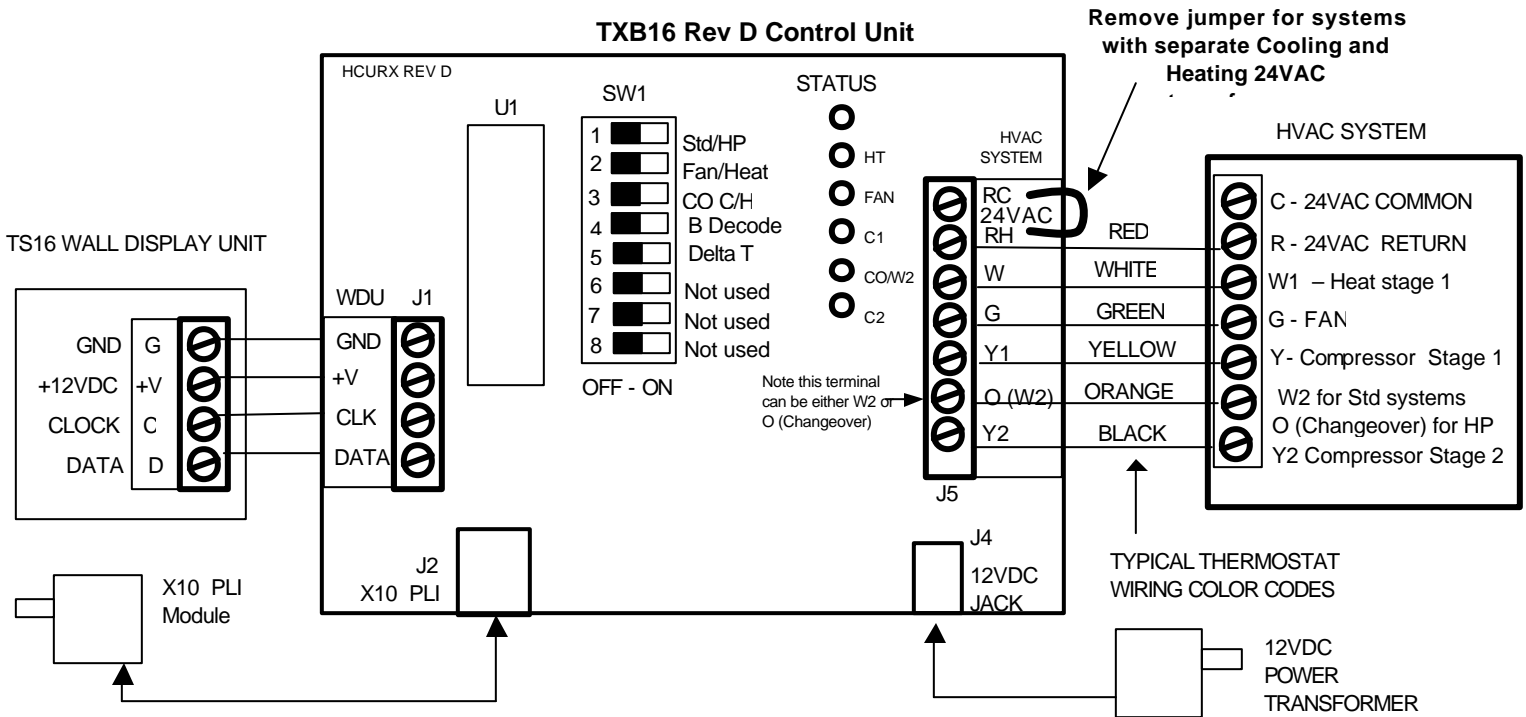 TXB16 Rev D Control Unit
Remove jumper for systems
with separate Cooling and
Heating 24VAC
HCURX REV D
U1
SW1
1
2
3
4
5
6
7
8
Std/HP
Fan/Heat
CO C/H
B Decode
Delta T
Not used
Not used
Not used
OFF - ON
STATUS
HT
FAN
C1
CO/W2
C2
Note this terminal
can be either W2 or
O (Changeover)
HVAC
SYSTEM
RC
24VAC
RH
W
G
Y1
O (W2)
Y2
J5
RED
WHITE
GREEN
YELLOW
ORANGE
BLACK
HVAC SYSTEM
C - 24VAC COMMON
R - 24VAC RETURN
W1 – Heat stage 1
G - FAN
Y- Compressor Stage 1
W2 for Std systems
O (Changeover) for HP
Y2 Compressor Stage 2
TYPICAL THERMOSTAT
WIRING COLOR CODES
TS16 WALL DISPLAY UNIT
GND G
+12VDC +V
CLOCK C
DATA D
WDU J1
GND
+V
CLK
DATA
J2
X10 PLI
X10 PLI
Module
J4
12VDC
JACK
12VDC
POWER
TRANSFORMER